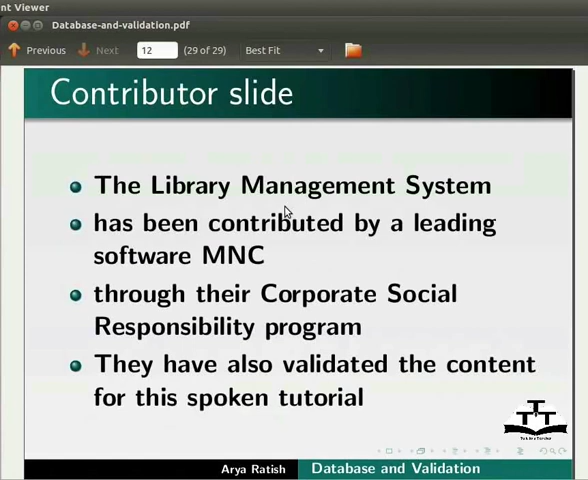 nt Viewer
Database-and-validation.pdf
Previous Next 12 (29 of 29) Best Fit
Contributor slide
The Library Management System
has been contributed by a leading
software MNC
through their Corporate Social
Responsibility program
They have also validated the content
for this spoken tutorial
Arya Ratish Database and Validation